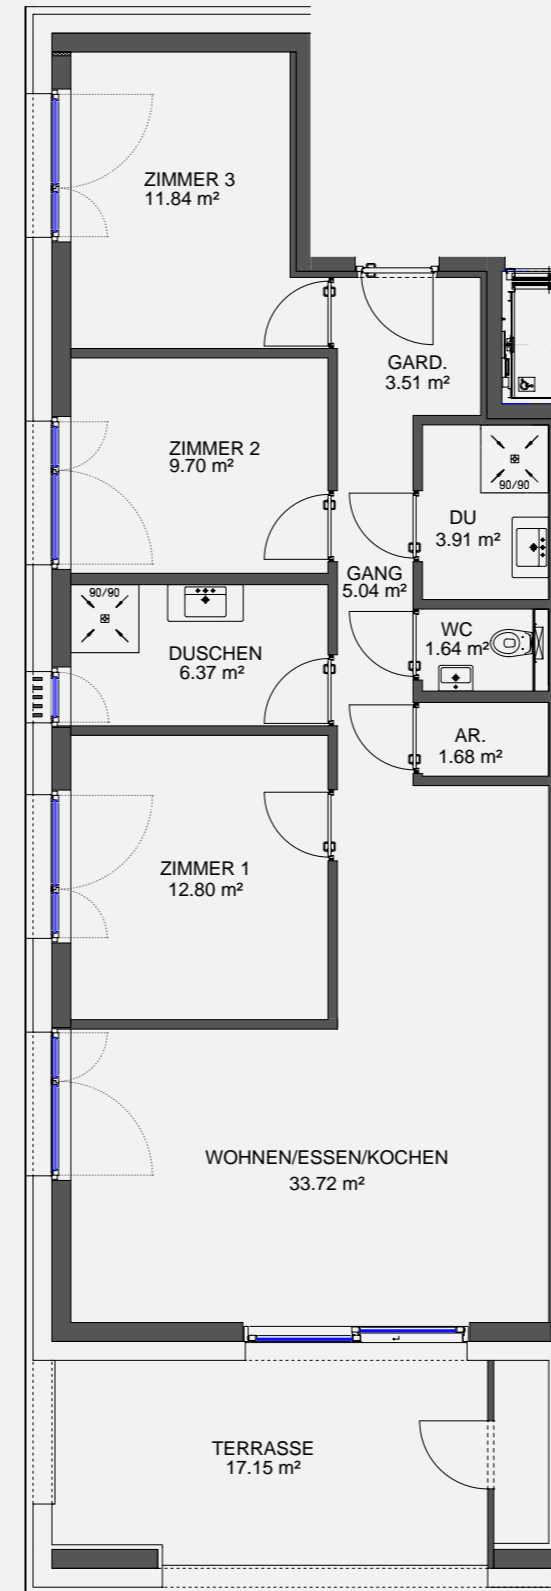 ZIMMER 3
11.84 m²
GARD.
3.51 m²
ZIMMER 2
9.70 m²
90/90
DU
3.91 m²
GANG
5.04 m²
90/90
DUSCHEN
6.37 m²
WC
1.64 m²
AR.
1.68 m²
ZIMMER 1
12.80 m²
WOHNEN/ESSEN/KOCHEN
33.72 m²
TERRASSE
17.15 m²